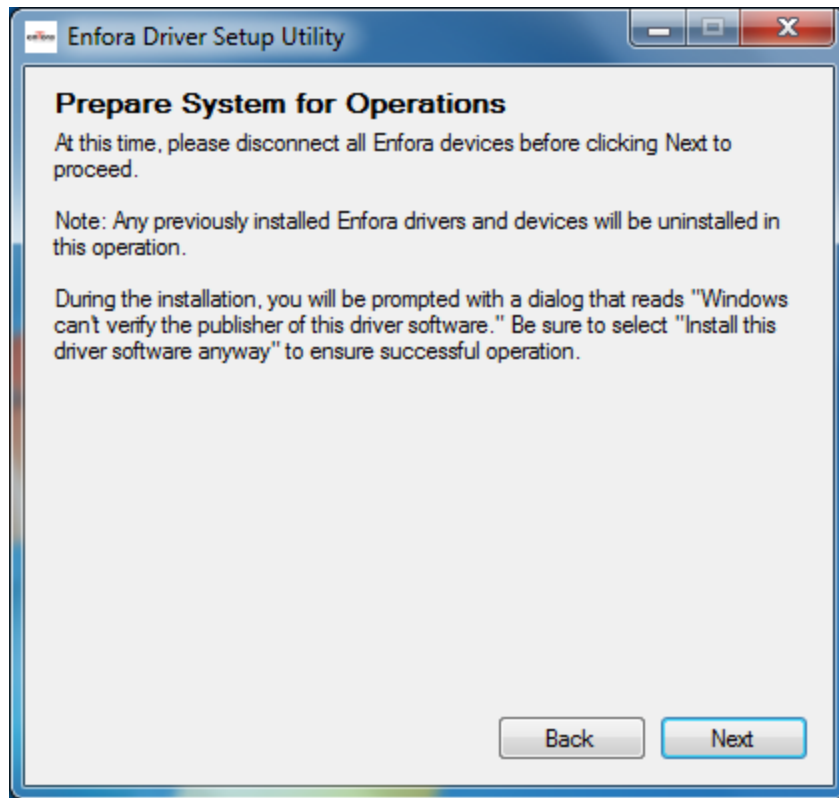 Enfora Driver Setup Utility
Prepare System for Operations
At this time, please disconnect all Enfora devices before clicking Next to
proceed.
Note: Any previously installed Enfora drivers and devices will be uninstalled in
this operation.
During the installation, you will be prompted with a dialog that reads "Windows
can't verify the publisher of this driver software." Be sure to select "Install this
driver software anyway" to ensure successful operation.
Back
Next